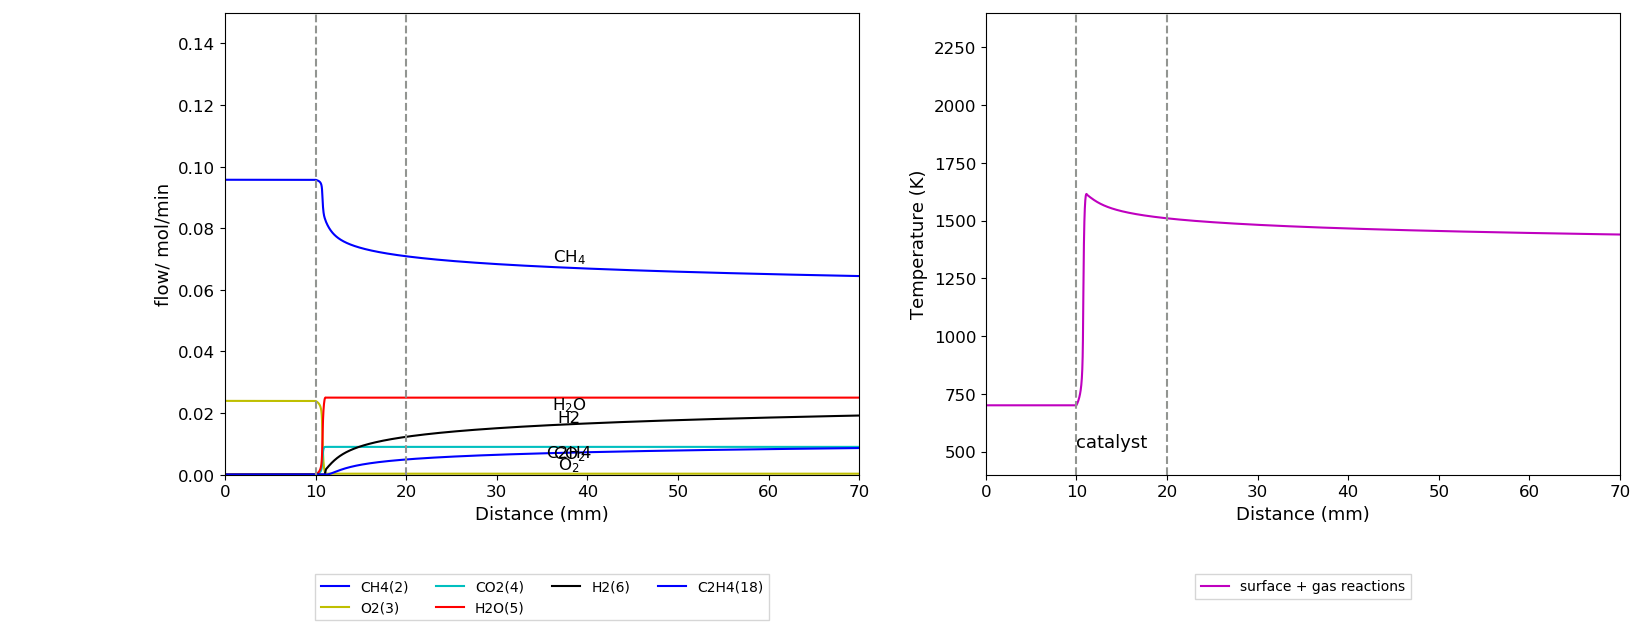 0.14
0.12
0.10
0.08
0.06
0.04
0.02
0.00
flow/ mol/min
CH4
H2O
H2
C2H4
CO2
O2
0 10 20 30 40 50 60 70
Distance (mm)
CH4(2) CO2(4) H2(6) C2H4(18)
O2(3) H2O(5)
2250
2000
1750
1500
1250
1000
750
500
Temperature (K)
catalyst
0 10 20 30 40 50 60 70
Distance (mm)
surface + gas reactions